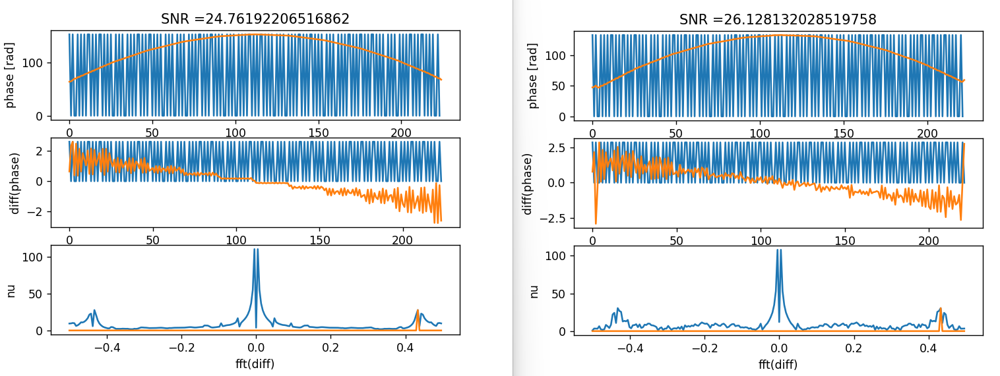 SNR =24.76192206516862
phase [rad]
100
0
0 50 100 150 200
diff(phase)
2
0
−2
0 50 100 150 200
nu
100
50
0
−0.4 −0.2 0.0 0.2 0.4
fft(diff)
SNR =26.128132028519758
phase [rad]
100
50
0
0 50 100 150 200
diff(phase)
2.5
0.0
−2.5
0 50 100 150 200
nu
100
50
0
−0.4 −0.2 0.0 0.2 0.4
fft(diff)